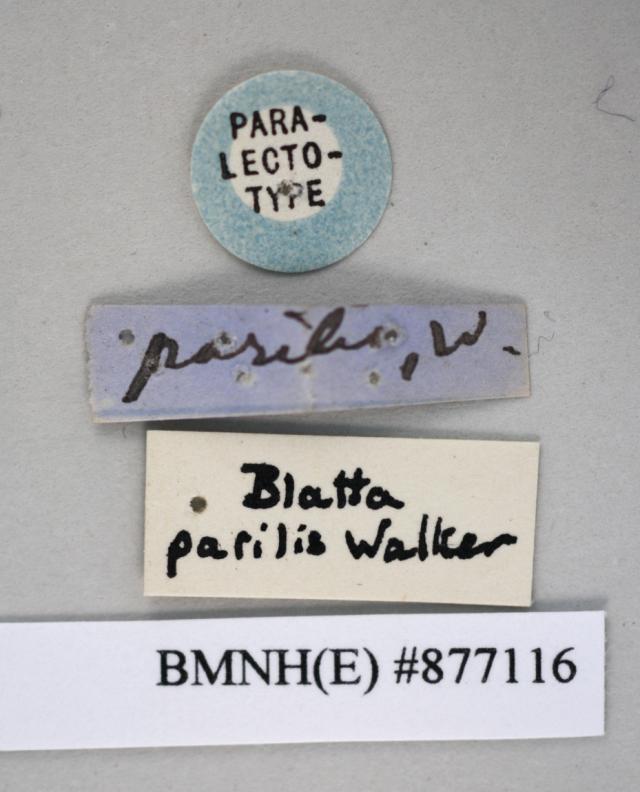 PARA-
LECTO-
TYPE
parilis, W.
Blatta
parilis Walker
BMNH(E) #877116